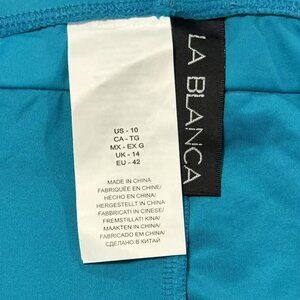 LA BLANCA
US - 10
CA - TG
MX - EX G
UK - 14
EU - 42
MADE IN CHINA
FABRIQUÉE EN CHINE/
HECHO EN CHINA/
HERGESTELLT IN CHINA/
FABBRICATI IN CINESE/
FREMSTILLATI KINA/
MAAKTEN IN CHINA/
FABRICADO EM CHINA/
СДЕЛАНО В КИТАЙ